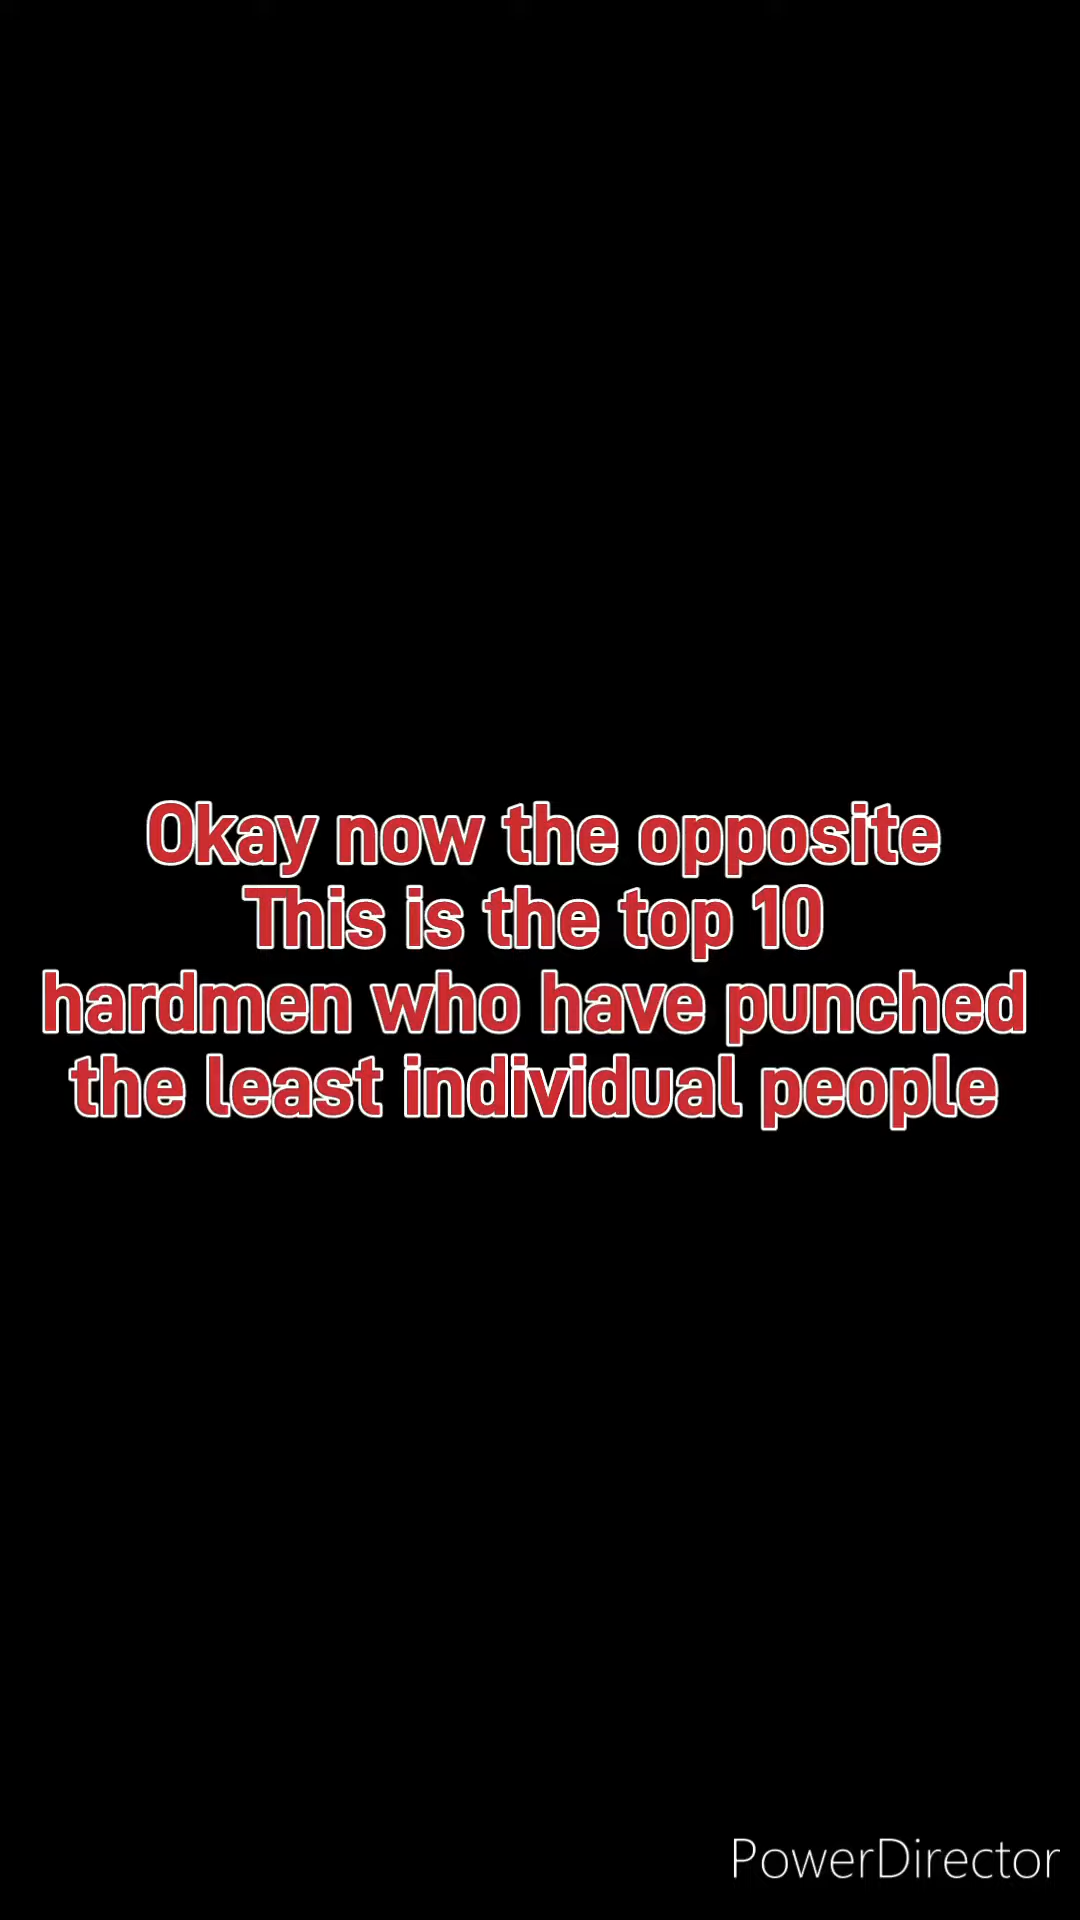 Okay now the opposite
This is the top 10
hardmen who have punched
the least individual people
PowerDirector